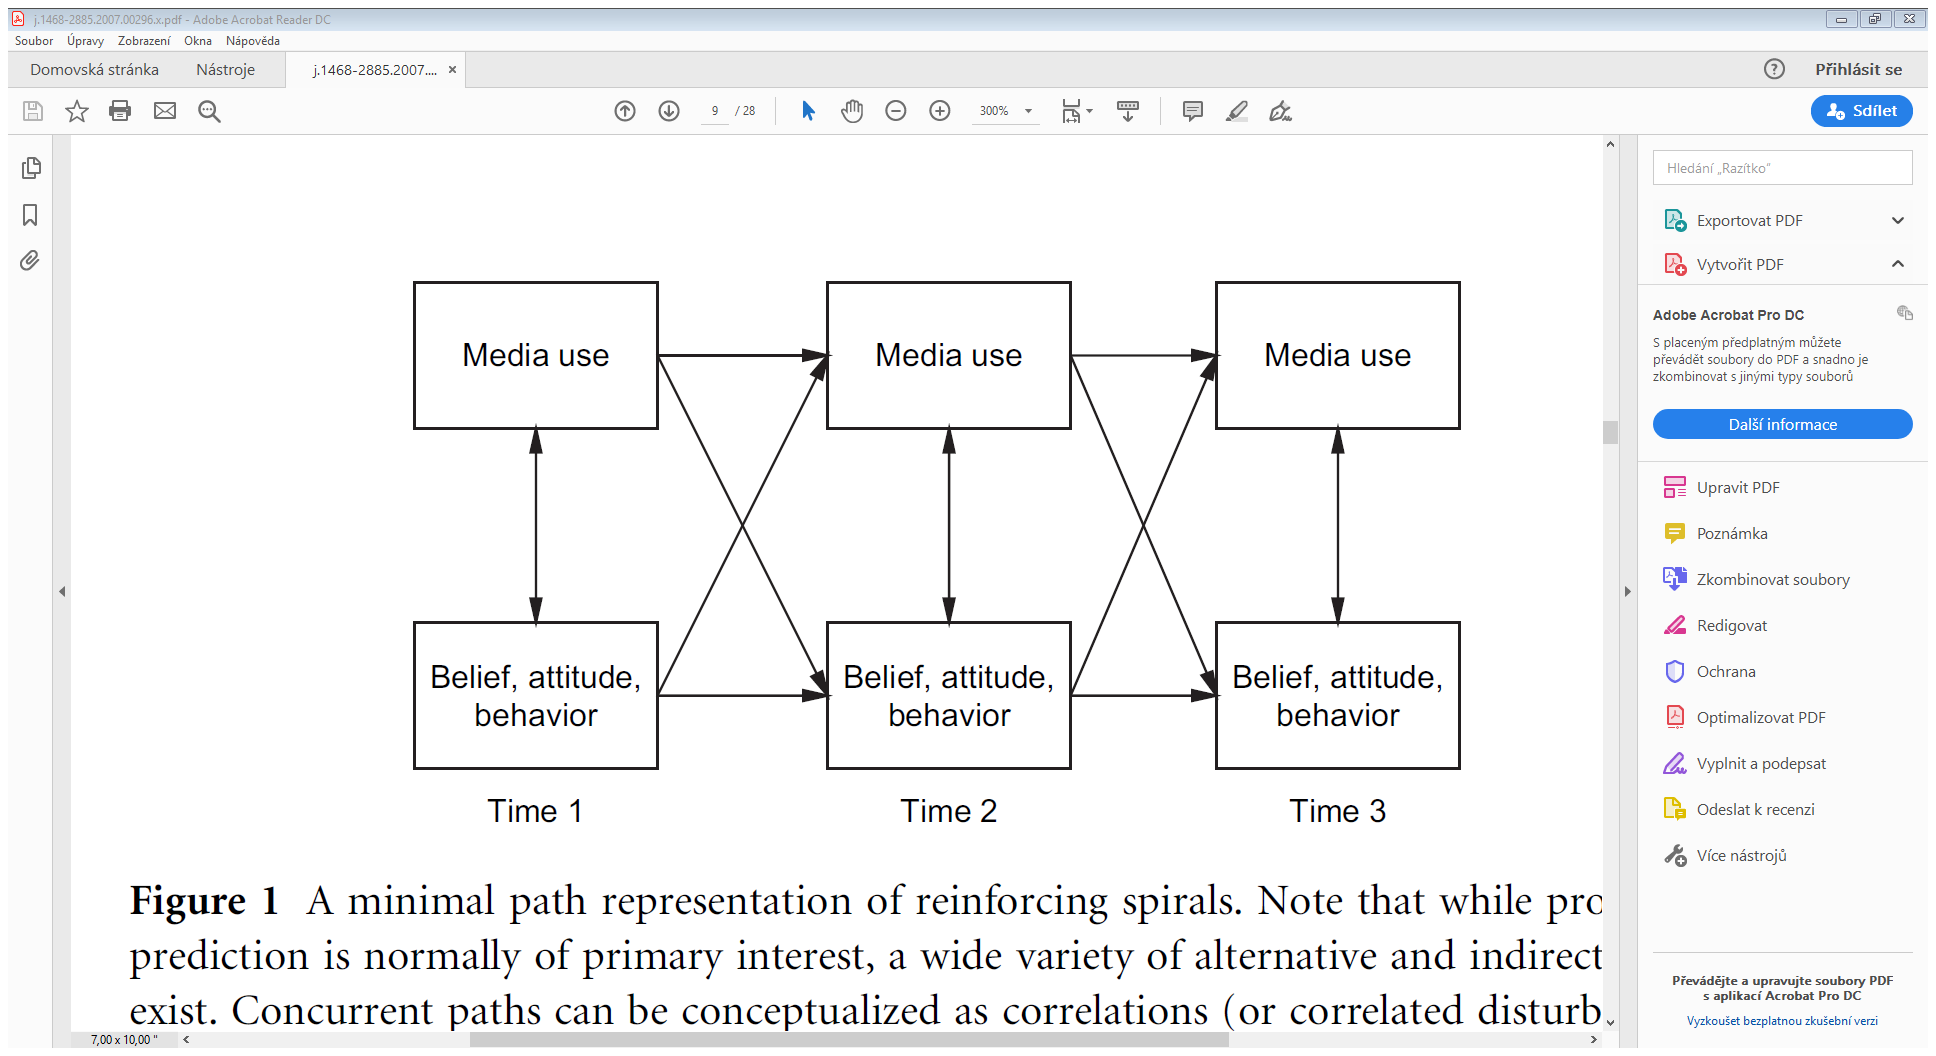 j.1468-2885.2007.00296.x.pdf - Adobe Acrobat Reader DC
Soubor Úpravy Zobrazení Okna Nápověda
Domovská stránka Nástroje j.1468-2885.2007.... × Přihlásit se
9 / 28 300% Sdílet
Hledání „Razítko“
Exportovat PDF
Vytvořit PDF
Adobe Acrobat Pro DC
S placeným předplatným můžete
převádět soubory do PDF a snadno je
zkombinovat s jinými typy souborů
Další informace
Upravit PDF
Poznámka
Zkombinovat soubory
Redigovat
Ochrana
Optimalizovat PDF
Vyplnit a podepsat
Odeslat k recenzi
Více nástrojů
Převádějte a upravujte soubory PDF
s aplikací Acrobat Pro DC
Vyzkoušet bezplatnou zkušební verzi
Media use Media use Media use
Belief, attitude, Belief, attitude, Belief, attitude,
behavior behavior behavior
Time 1 Time 2 Time 3
Figure 1 A minimal path representation of reinforcing spirals. Note that while pro
prediction is normally of primary interest, a wide variety of alternative and indirect
exist. Concurrent paths can be conceptualized as correlations (or correlated disturb
7,00 x 10,00 "